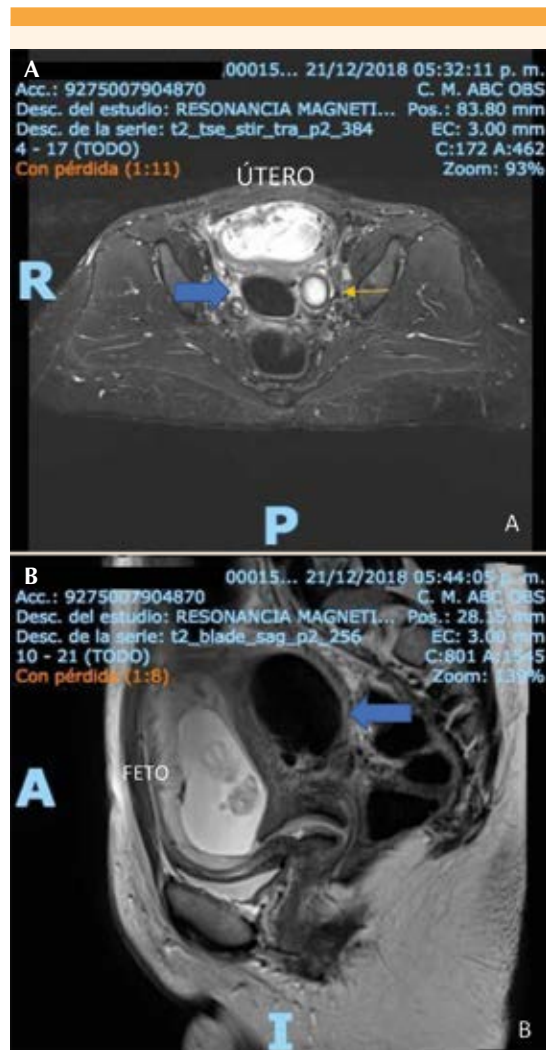 A
00015... 21/12/2018 05:32:11 p. m.
Acc.: 9275007904870 C. M. ABC OBS
Desc. del estudio: RESONANCIA MAGNETI... Pos.: 83.80 mm
Desc. de la serie: t2_tse_stir_tra_p2_384 EC: 3.00 mm
4 - 17 (TODO) C:172 A:462
Con pérdida (1:11) Zoom: 93%
ÚTERO
R
P
A
B
00015... 21/12/2018 05:44:05 p. m.
Acc.: 9275007904870 C. M. ABC OBS
Desc. del estudio: RESONANCIA MAGNETI... Pos.: 28.15 mm
Desc. de la serie: t2_blade_sag_p2_256 EC: 3.00 mm
10 - 21 (TODO) C:801 A:1545
Con pérdida (1:8) Zoom: 139%
FETO
A
I
B